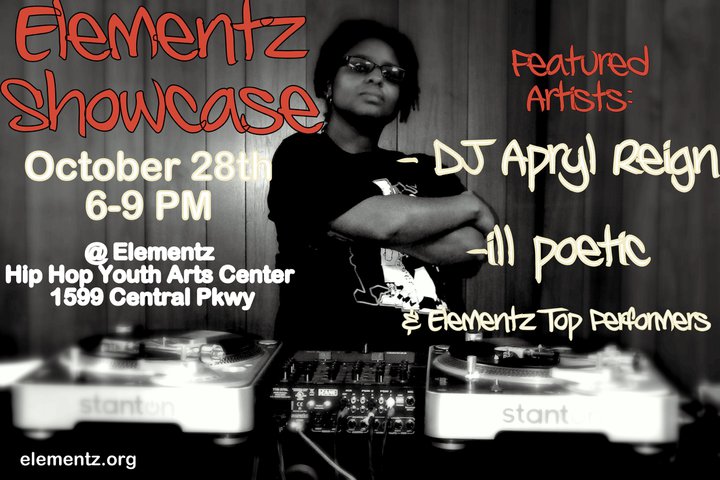 Elementz
Showcase
October 28th
6-9 PM
@ Elementz
Hip Hop Youth Arts Center
1599 Central Pkwy
Featured
Artists:
- DJ Apryl Reign
-ill poetic
& Elementz Top Performers
stanton
RANE
stanton
elementz.org